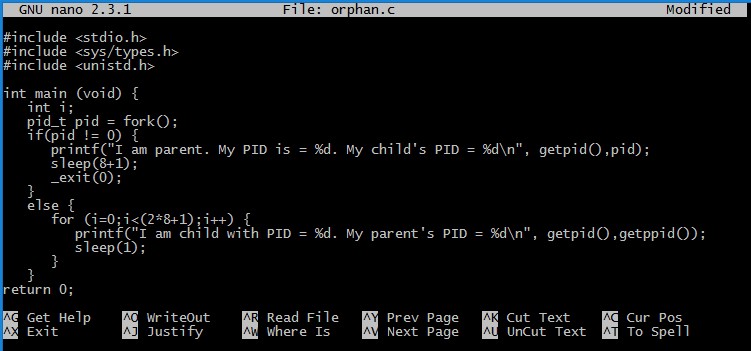 GNU nano 2.3.1 File: orphan.c Modified
#include <stdio.h>
#include <sys/types.h>
#include <unistd.h>
int main (void) {
int i;
pid_t pid = fork();
if(pid != 0) {
printf("I am parent. My PID is = %d. My child's PID = %d\n", getpid(),pid);
sleep(8+1);
_exit(0);
}
else {
for (i=0;i<(2*8+1);i++) {
printf("I am child with PID = %d. My parent's PID = %d\n", getpid(),getppid());
sleep(1);
}
}
return 0;
^G Get Help ^O WriteOut ^R Read File ^Y Prev Page ^K Cut Text ^C Cur Pos
^X Exit ^J Justify ^W Where Is ^V Next Page ^U UnCut Text ^T To Spell